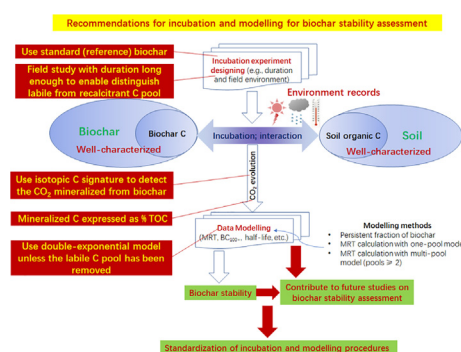 Recommendations for incubation and modelling for biochar stability assessment
Use standard (reference) biochar
Field study with duration long
enough to enable distinguish
labile from recalcitrant C pool
Incubation experiment
designing (e.g., duration
and field environment)
Environment records
Biochar
Biochar C
Well-characterized
Incubation; interaction
Soil organic C
Soil
Well-characterized
Use isotopic C signature to detect
the CO₂ mineralized from biochar
CO₂ evolution
Mineralized C expressed as % TOC
Use double-exponential model
unless the labile C pool has been
removed
Data Modelling
(MRT, half-life, etc.)
Modelling methods
• Persistent fraction of biochar
• MRT calculation with one-pool mode
• MRT calculation with multi-pool
model (pools ⩾ 2)
Biochar stability
Contribute to future studies on
biochar stability assessment
Standardization of incubation and modelling procedures